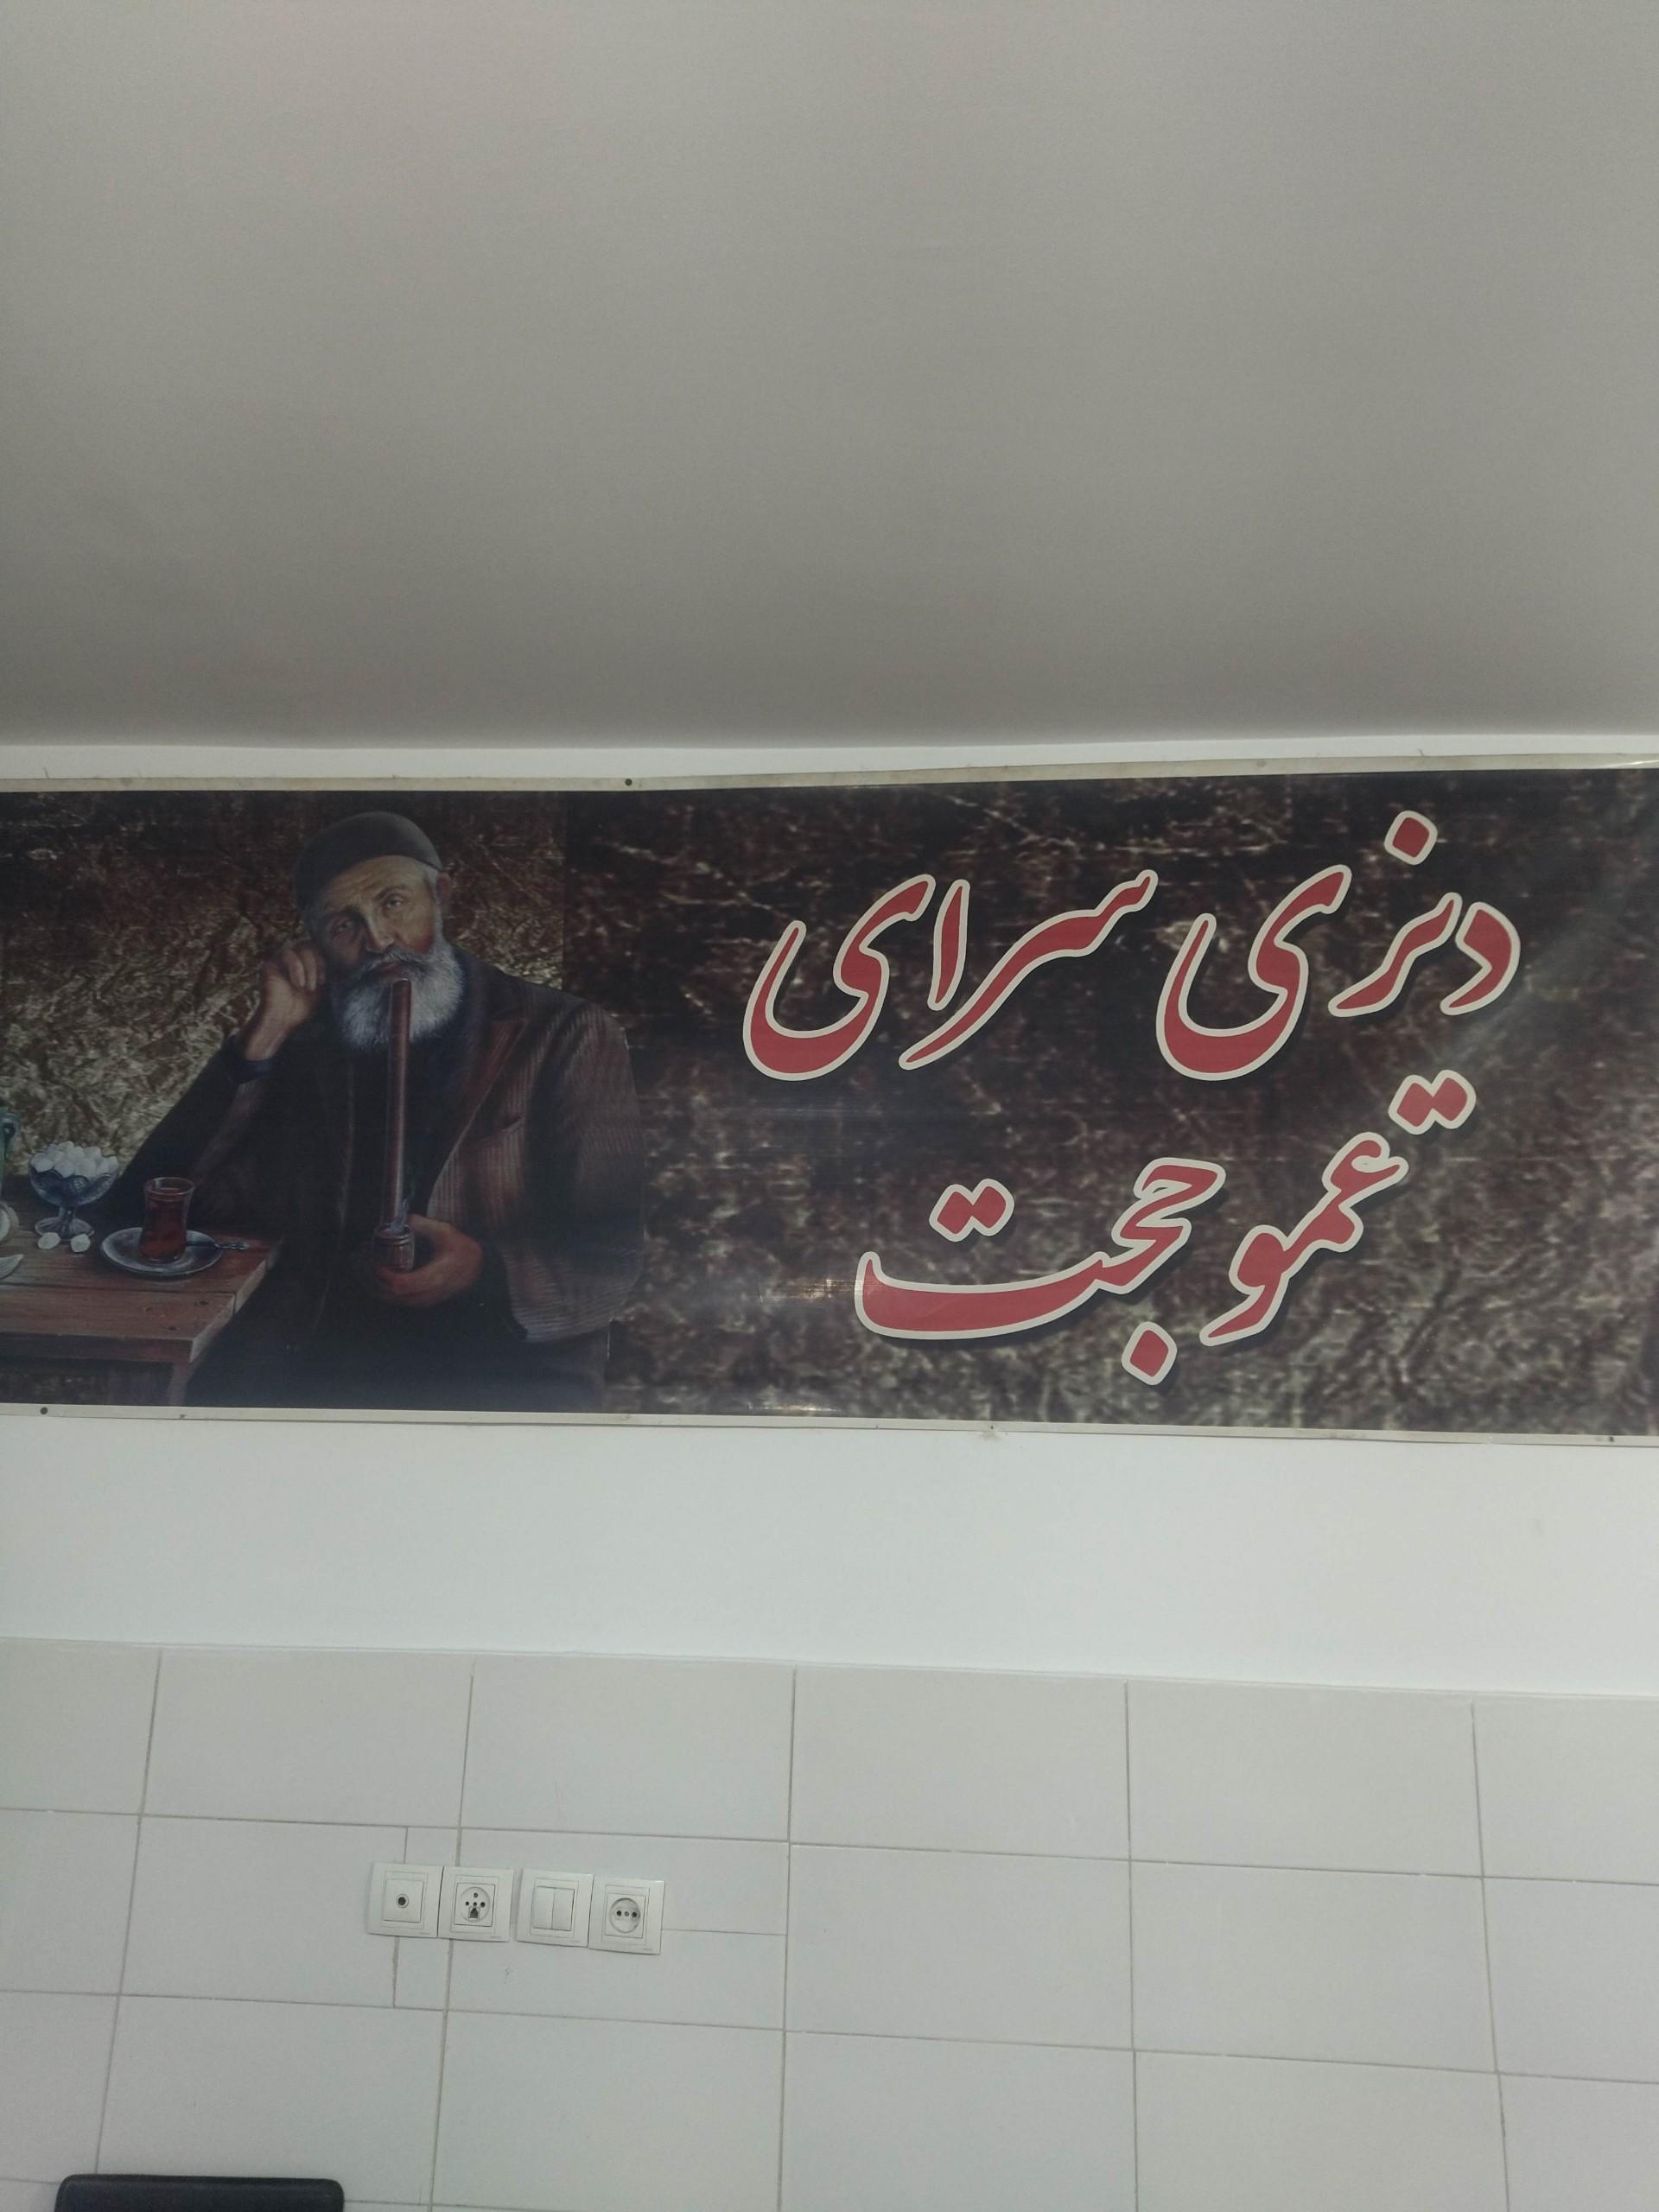 دیزی سرای
عمو حجت